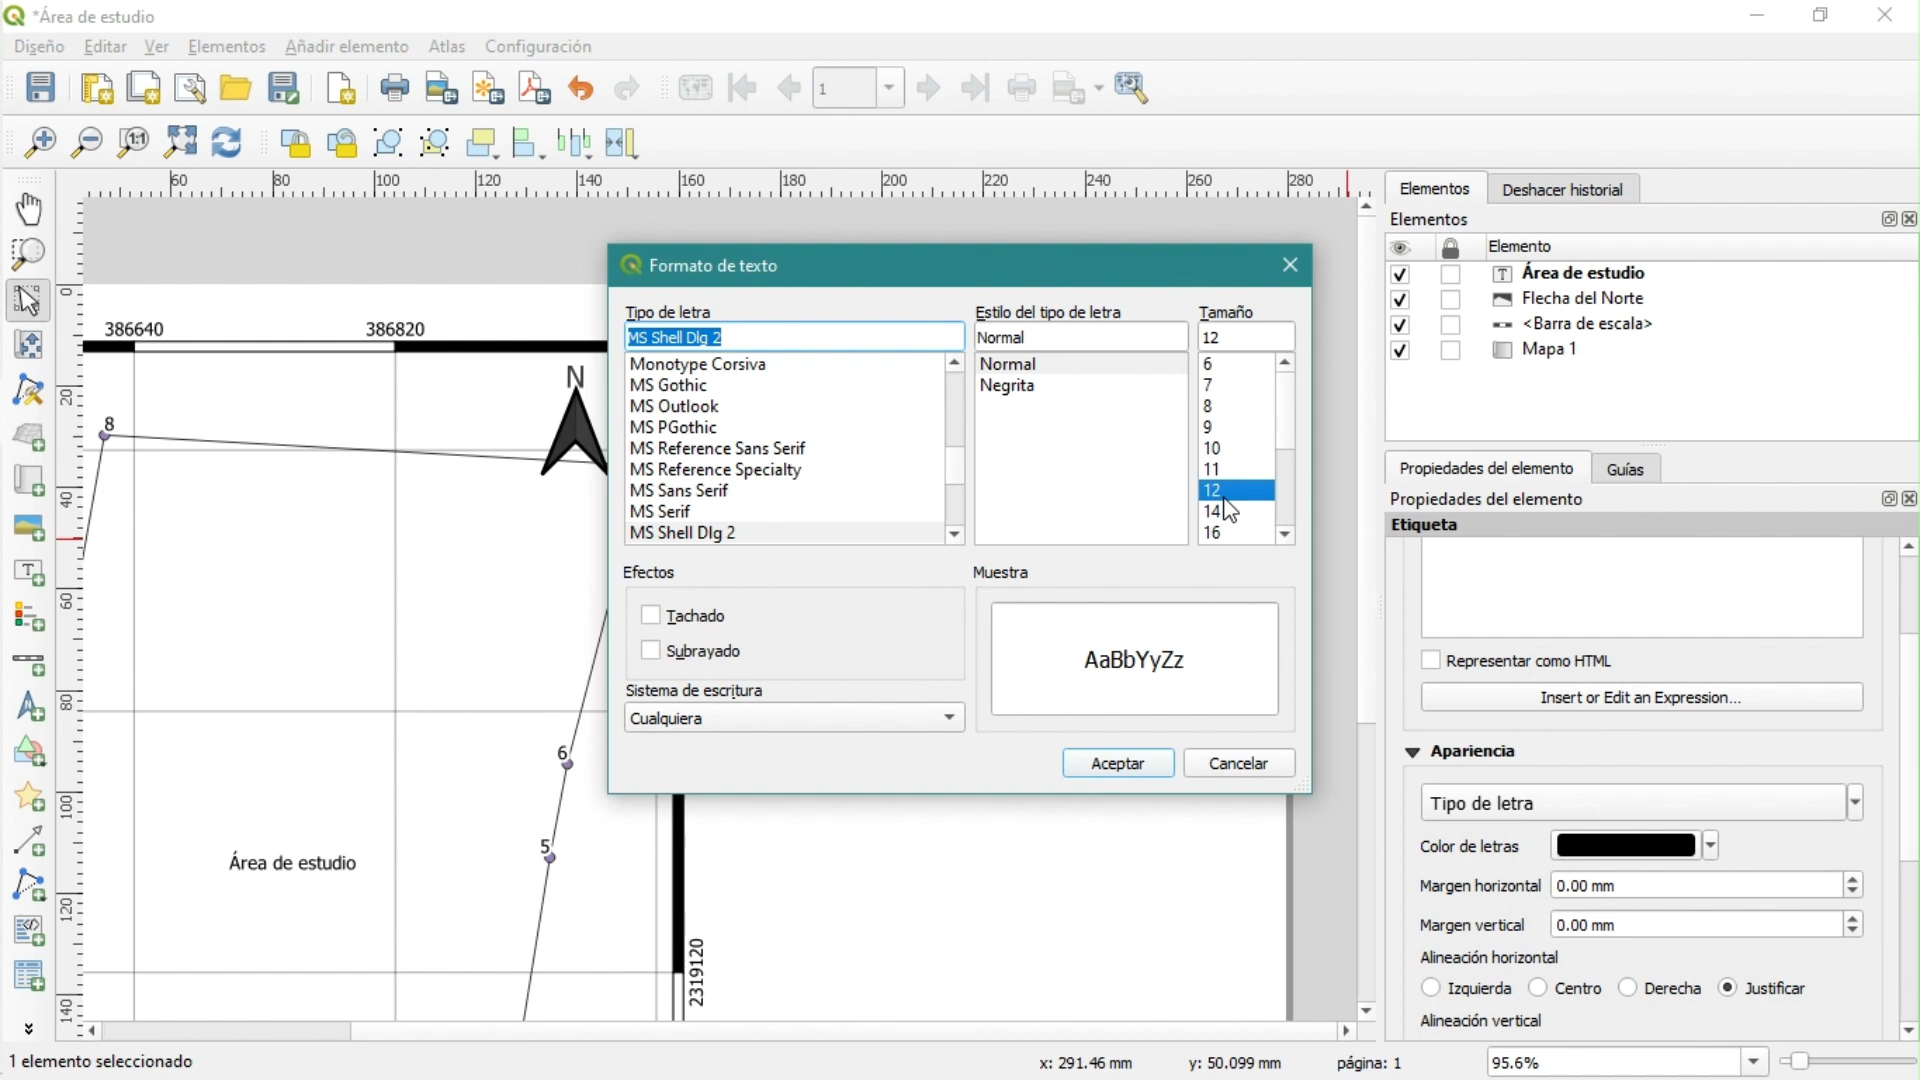 *Área de estudio
Diseño Editar Ver Elementos Añadir elemento Atlas Configuración
1
60 80 100 120 140 160 180 200 220 240 260 280
0 20 40 60 80 100 120 140
386640 386820
N
8
6
5
Área de estudio
2319120
Formato de texto
Tipo de letra Estilo del tipo de letra Tamaño
MS Shell Dlg 2 Normal 12
Monotype Corsiva Normal 6
MS Gothic Negrita 7
MS Outlook 8
MS PGothic 9
MS Reference Sans Serif 10
MS Reference Specialty 11
MS Sans Serif 12
MS Serif 14
MS Shell Dlg 2 16
Efectos Muestra
Tachado
Subrayado
AaBbYyZz
Sistema de escritura
Cualquiera
Aceptar Cancelar
Elementos Deshacer historial
Elementos
Elemento
Área de estudio
Flecha del Norte
<Barra de escala>
Mapa 1
Propiedades del elemento Guías
Propiedades del elemento
Etiqueta
Representar como HTML
Insert or Edit an Expression...
Apariencia
Tipo de letra
Color de letras
Margen horizontal 0.00 mm
Margen vertical 0.00 mm
Alineación horizontal
Izquierda Centro Derecha Justificar
Alineación vertical
1 elemento seleccionado x: 291.46 mm y: 50.099 mm página: 1 95.6%